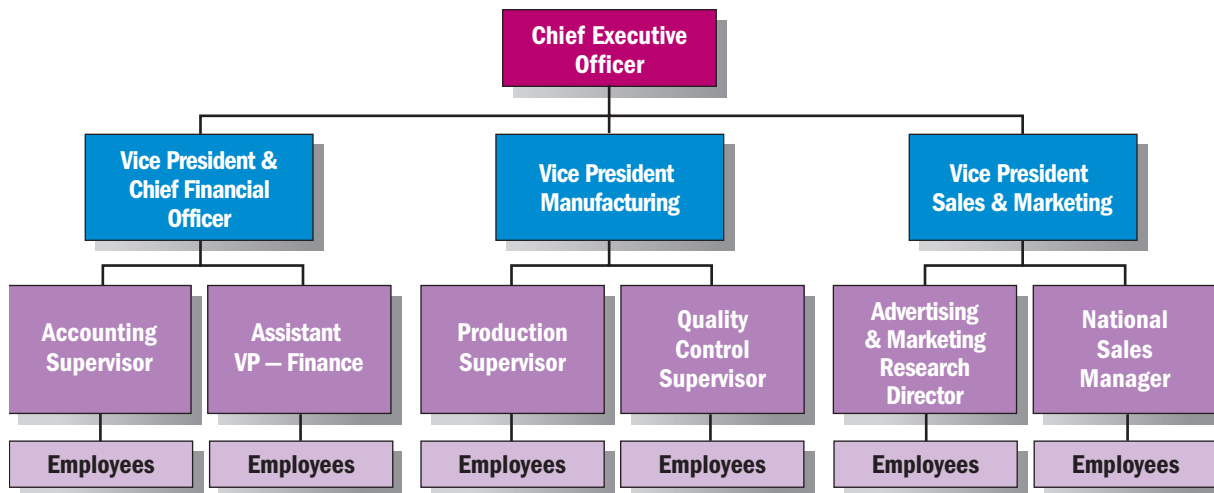 Chief Executive
Officer
Vice President &
Chief Financial
Officer
Vice President
Manufacturing
Vice President
Sales & Marketing
Accounting
Supervisor
Assistant
VP — Finance
Production
Supervisor
Quality
Control
Supervisor
Advertising
& Marketing
Research
Director
National
Sales
Manager
Employees
Employees
Employees
Employees
Employees
Employees